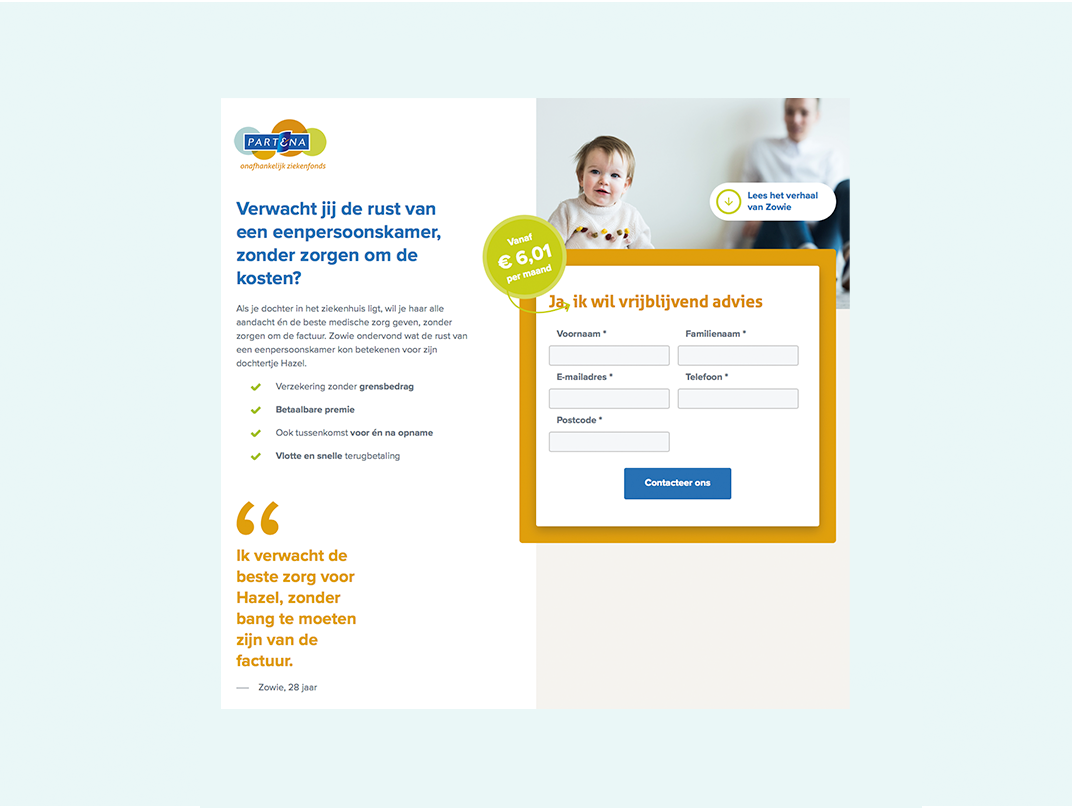 PARTENA
onafhankelijk ziekenfonds
Verwacht jij de rust van
een eenpersoonskamer,
zonder zorgen om de
kosten?
Als je dochter in het ziekenhuis ligt, wil je haar alle
aandacht én de beste medische zorg geven, zonder
zorgen om de factuur. Zowie ondervond wat de rust van
een eenpersoonskamer kon betekenen voor zijn
dochtertje Hazel.
Verzekering zonder grensbedrag
Betaalbare premie
Ook tussenkomst voor én na opname
Vlotte en snelle terugbetaling
“
Ik verwacht de
beste zorg voor
Hazel, zonder
bang te moeten
zijn van de
factuur.
— Zowie, 28 jaar
Lees het verhaal
van Zowie
Vanaf
€ 6,01
per maand
Ja, ik wil vrijblijvend advies
Voornaam * Familienaam *
E-mailadres * Telefoon *
Postcode *
Contacteer ons